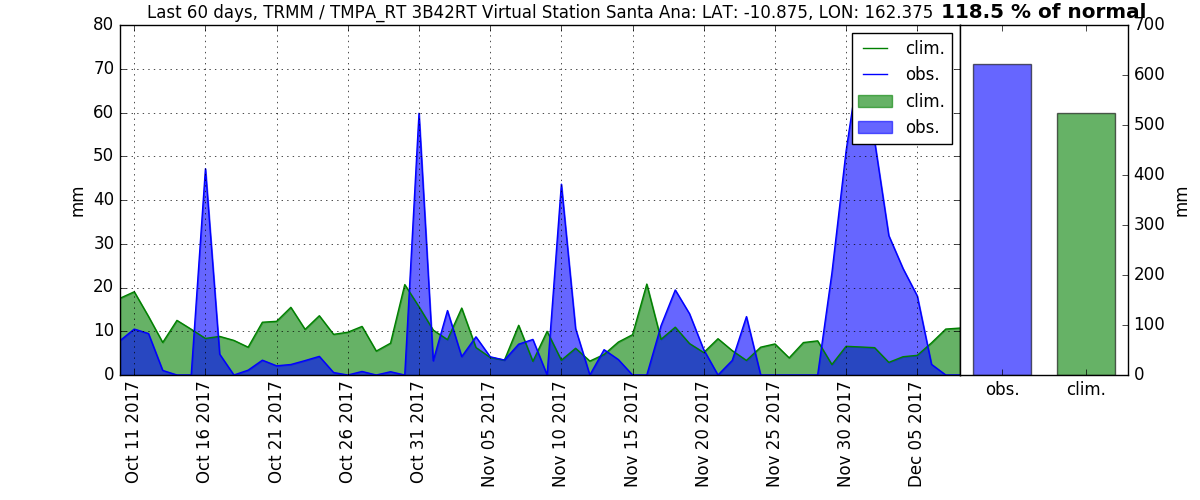 Last 60 days, TRMM / TMPA_RT 3B42RT Virtual Station Santa Ana: LAT: -10.875, LON: 162.375 118.5 % of normal
80
70
60
50
40
30
20
10
0
mm
clim.
obs.
clim.
obs.
700
600
500
400
300
200
100
0
mm
Oct 11 2017
Oct 16 2017
Oct 21 2017
Oct 26 2017
Oct 31 2017
Nov 05 2017
Nov 10 2017
Nov 15 2017
Nov 20 2017
Nov 25 2017
Nov 30 2017
Dec 05 2017
obs.
clim.